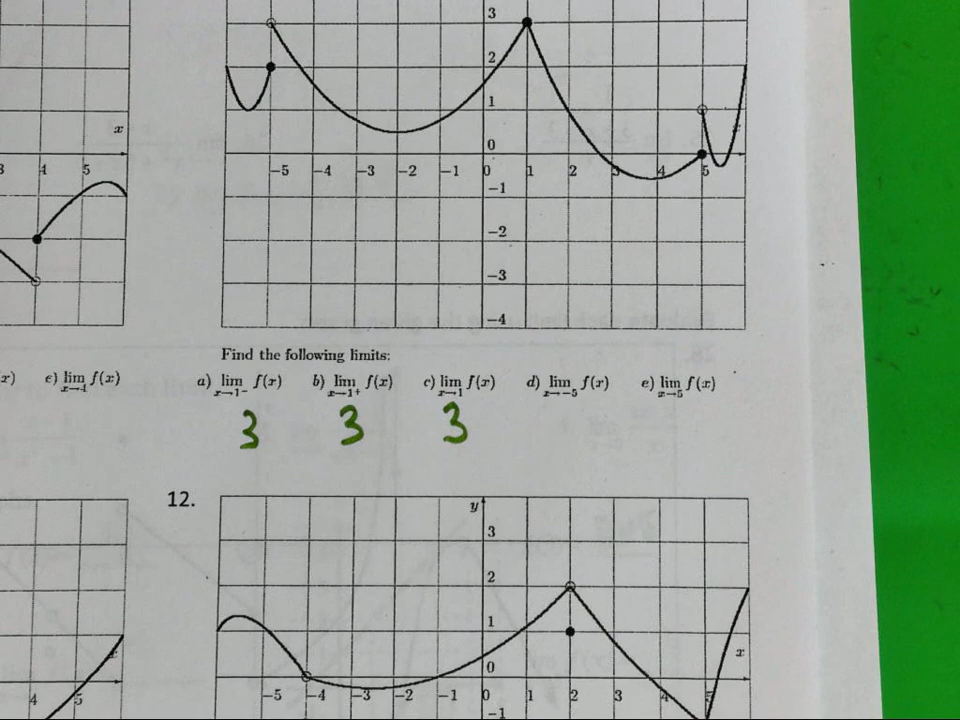 3
2
1
x
0
3 4 5
-5 -4 -3 -2 -1 0 1 2 3 4 5
-1
-2
-3
-4
Find the following limits:
(x) e) lim x→4 f(x)
a) lim x→1⁻ f(x) b) lim x→1⁺ f(x) c) lim x→1 f(x) d) lim x→-5 f(x) e) lim x→5 f(x)
3 3 3
12.
y
3
2
1
x
0
x
4 5
-5 -4 -3 -2 -1 0 1 2 3 4 5
-1